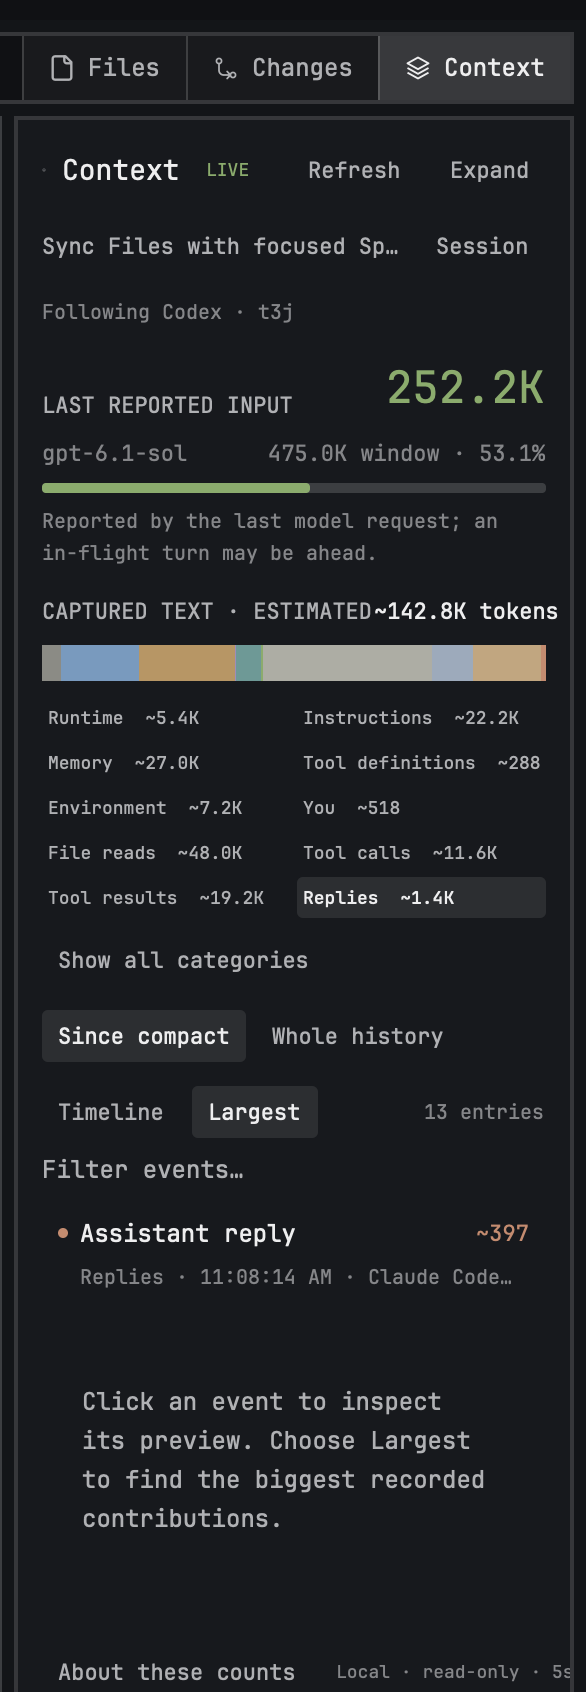 Files
Changes
Context
· Context LIVE Refresh Expand
Sync Files with focused Sp… Session
Following Codex · t3j
LAST REPORTED INPUT 252.2K
gpt-6.1-sol 475.0K window · 53.1%
Reported by the last model request; an
in-flight turn may be ahead.
CAPTURED TEXT · ESTIMATED ~142.8K tokens
Runtime ~5.4K Instructions ~22.2K
Memory ~27.0K Tool definitions ~288
Environment ~7.2K You ~518
File reads ~48.0K Tool calls ~11.6K
Tool results ~19.2K Replies ~1.4K
Show all categories
Since compact Whole history
Timeline Largest 13 entries
Filter events…
Assistant reply ~397
Replies · 11:08:14 AM · Claude Code…
Click an event to inspect
its preview. Choose Largest
to find the biggest recorded
contributions.
About these counts Local · read-only · 5s